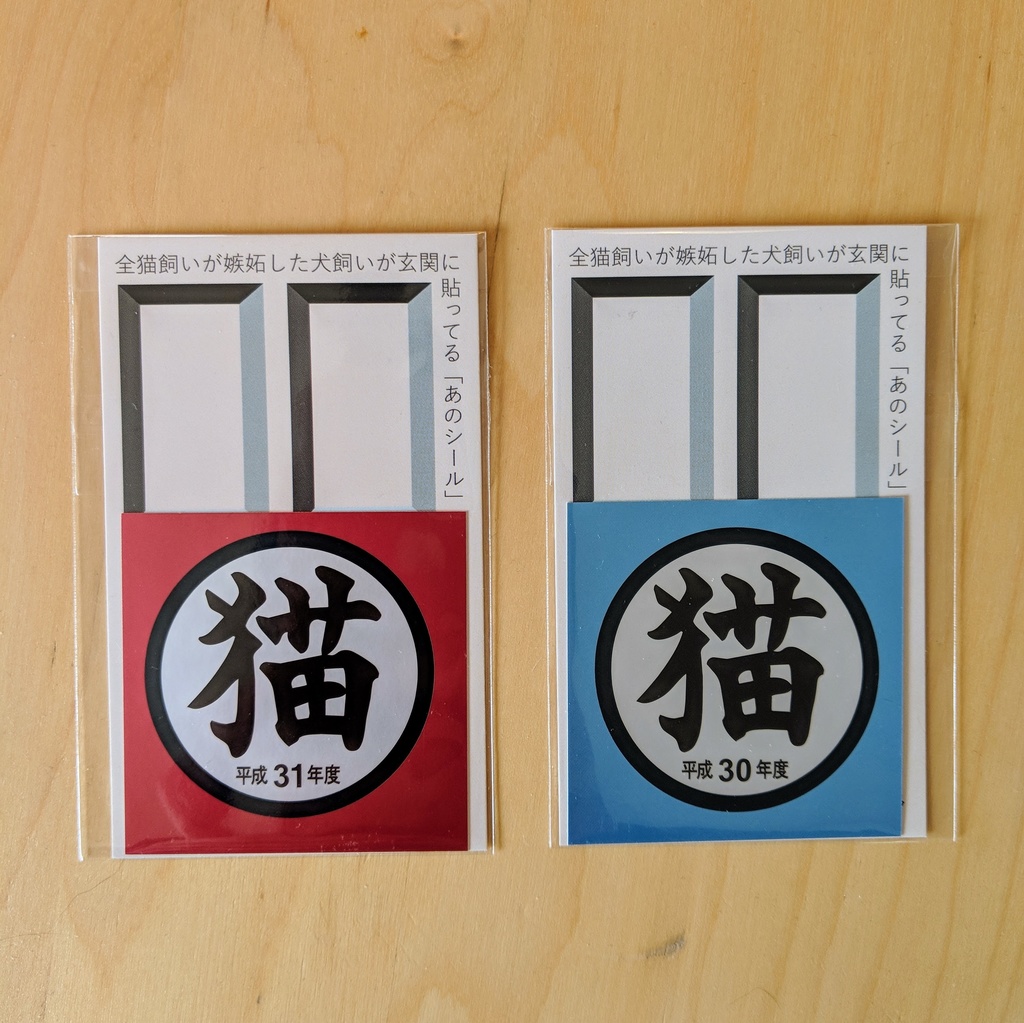 全猫飼いが嫉妬した犬飼いが玄関に
貼ってる「あのシール」
猫
平成31年度
全猫飼いが嫉妬した犬飼いが玄関に
貼ってる「あのシール」
猫
平成30年度